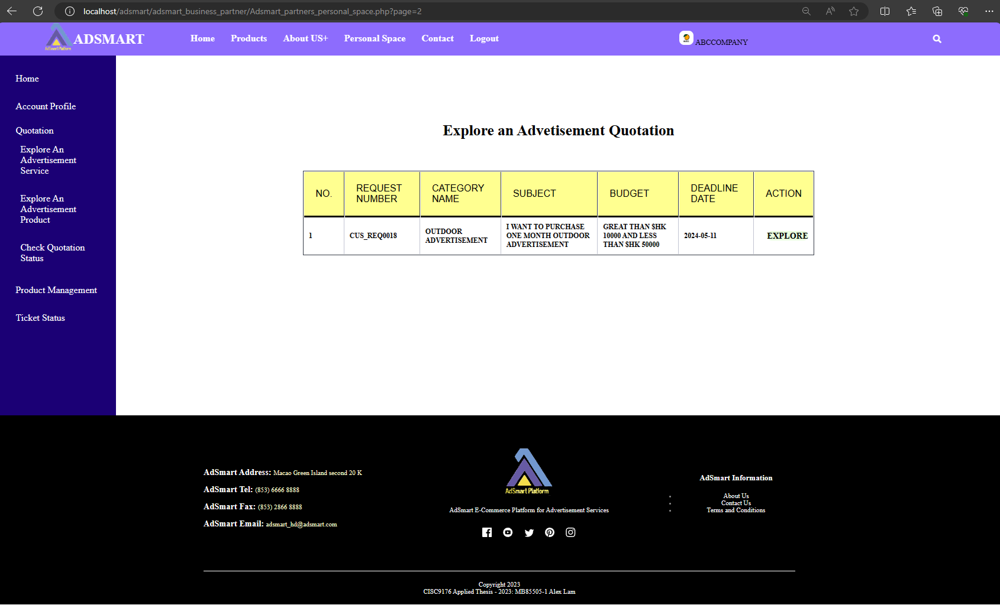 localhost/adsmart/adsmart_business_partner/Adsmart_partners_personal_space.php?page=2
AdSmart Platform
ADSMART
Home
Products
About US+
Personal Space
Contact
Logout
ABCCOMPANY
Home
Account Profile
Quotation
Explore An
Advertisement
Service
Explore An
Advertisement
Product
Check Quotation
Status
Product Management
Ticket Status
Explore an Advetisement Quotation
NO.
REQUEST
NUMBER
CATEGORY
NAME
SUBJECT
BUDGET
DEADLINE
DATE
ACTION
1
CUS_REQ0018
OUTDOOR
ADVERTISEMENT
I WANT TO PURCHASE
ONE MONTH OUTDOOR
ADVERTISEMENT
GREAT THAN $HK
10000 AND LESS
THAN $HK 50000
2024-05-11
EXPLORE
AdSmart Address: Macao Green Island second 20 K
AdSmart Tel: (853) 6666 8888
AdSmart Fax: (853) 2866 8888
AdSmart Email: adsmart_hd@adsmart.com
AdSmart Platform
AdSmart E-Commerce Platform for Advertisement Services
AdSmart Information
About Us
Contact Us
Terms and Conditions
Copyright 2023
CISC9176 Applied Thesis - 2023: MB85505-1 Alex Lam